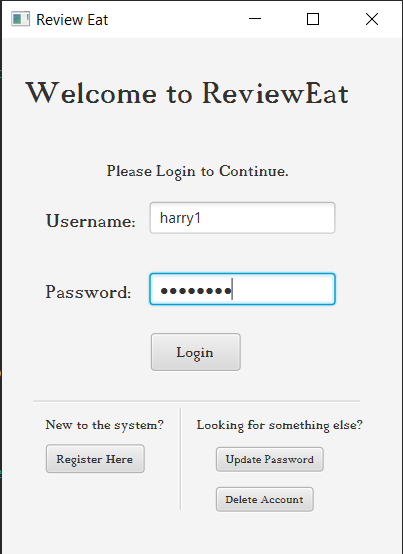 Review Eat
Welcome to ReviewEat
Please Login to Continue.
Username: harry1
Password: ●●●●●●●●
Login
New to the system?
Register Here
Looking for something else?
Update Password
Delete Account